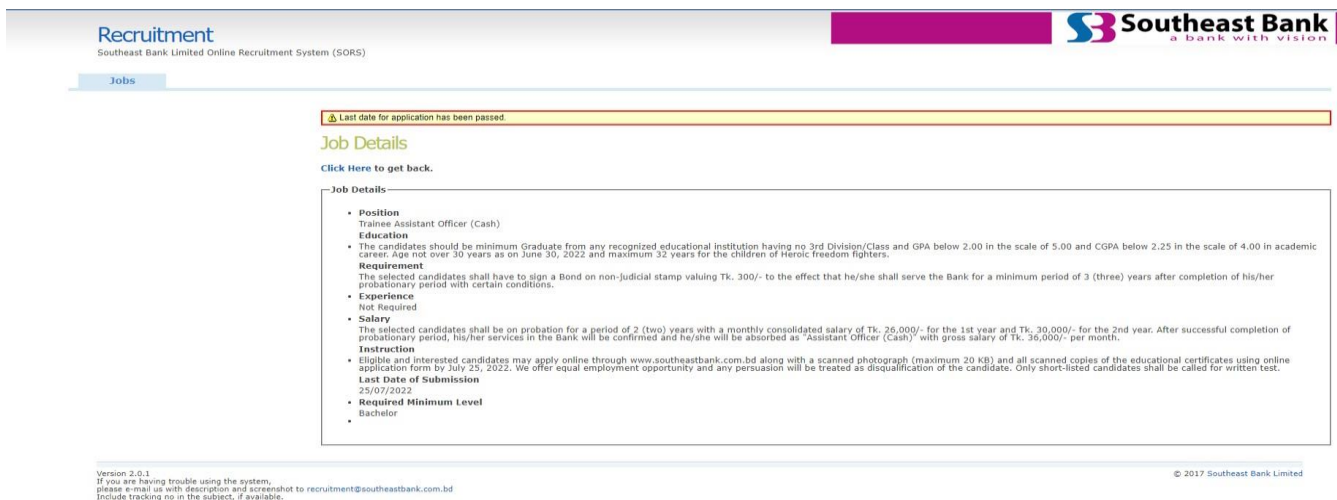 Recruitment
Southeast Bank Limited Online Recruitment System (SORS)
Southeast Bank
a bank with vision
Jobs
Last date for application has been passed.
Job Details
Click Here to get back.
Job Details
• Position
Trainee Assistant Officer (Cash)
Education
• The candidates should be minimum Graduate from any recognized educational institution having no 3rd Division/Class and GPA below 2.00 in the scale of 5.00 and CGPA below 2.25 in the scale of 4.00 in academic
career. Age not over 30 years as on June 30, 2022 and maximum 32 years for the children of Heroic freedom fighters.
Requirement
The selected candidates shall have to sign a Bond on non-judicial stamp valuing Tk. 300/- to the effect that he/she shall serve the Bank for a minimum period of 3 (three) years after completion of his/her
probationary period with certain conditions.
• Experience
Not Required
• Salary
The selected candidates shall be on probation for a period of 2 (two) years with a monthly consolidated salary of Tk. 26,000/- for the 1st year and Tk. 30,000/- for the 2nd year. After successful completion of
probationary period, his/her services in the Bank will be confirmed and he/she will be absorbed as "Assistant Officer (Cash)" with gross salary of Tk. 36,000/- per month.
Instruction
• Eligible and interested candidates may apply online through www.southeastbank.com.bd along with a scanned photograph (maximum 20 KB) and all scanned copies of the educational certificates using online
application form by July 25, 2022. We offer equal employment opportunity and any persuasion will be treated as disqualification of the candidate. Only short-listed candidates shall be called for written test.
Last Date of Submission
25/07/2022
• Required Minimum Level
Bachelor
Version 2.0.1
If you are having trouble using the system,
please e-mail us with description and screenshot to recruitment@southeastbank.com.bd
Include tracking no in the subject, if available.
© 2017 Southeast Bank Limited